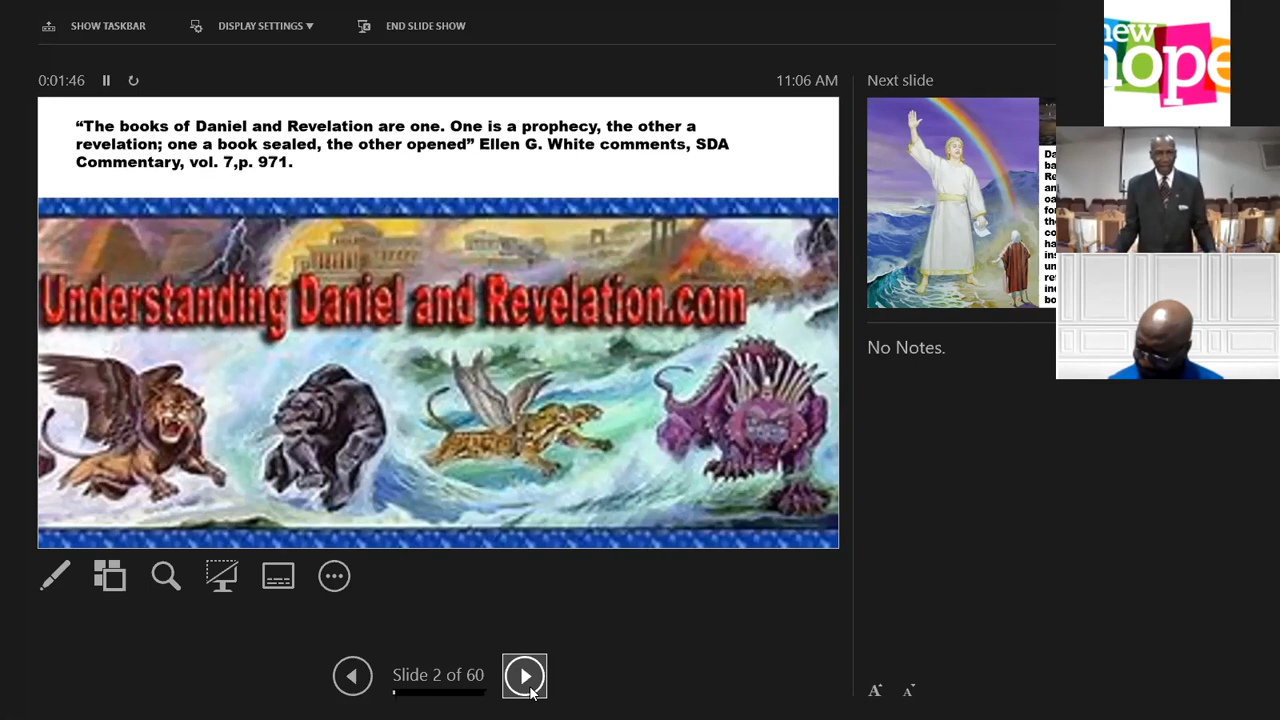 SHOW TASKBAR
DISPLAY SETTINGS ▼
END SLIDE SHOW
0:01:46
11:06 AM
Next slide
new
hope
“The books of Daniel and Revelation are one. One is a prophecy, the other a
revelation; one a book sealed, the other opened” Ellen G. White comments, SDA
Commentary, vol. 7,p. 971.
Understanding Daniel and Revelation.com
No Notes.
Slide 2 of 60
A
A